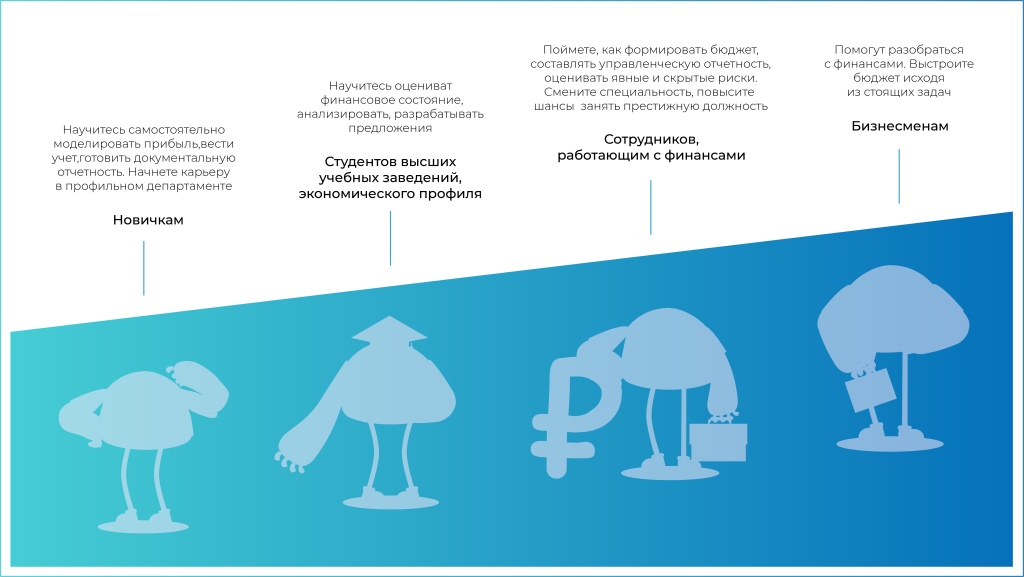 Научитесь самостоятельно
моделировать прибыль,вести
учет,готовить документальную
отчетность. Начнете карьеру
в профильном департаменте
Новичкам
Научитесь оцениват
финансовое состояние,
анализировать, разрабатывать
предложения
Студентов высших
учебных заведений,
экономического профиля
Поймете, как формировать бюджет,
составлять управленческую отчетность,
оценивать явные и скрытые риски.
Смените специальность, повысите
шансы занять престижную должность
Сотрудников,
работающим с финансами
Помогут разобраться
с финансами. Выстроите
бюджет исходя
из стоящих задач
Бизнесменам